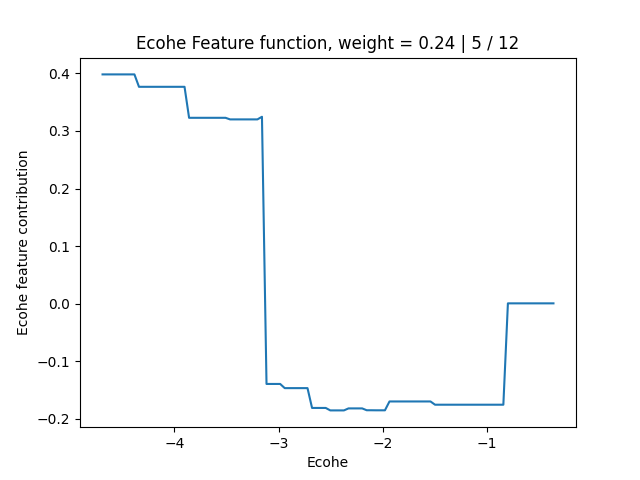 Ecohe Feature function, weight = 0.24 | 5 / 12
Ecohe feature contribution
0.4
0.3
0.2
0.1
0.0
−0.1
−0.2
−4 −3 −2 −1
Ecohe